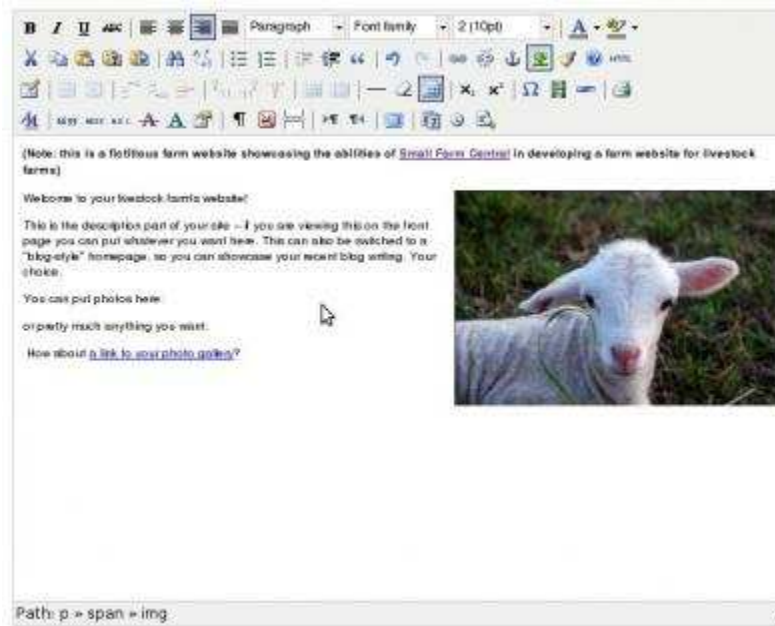 B I U ABC Paragraph Font family 2 (10pt) A
HTML
(Note: this is a fictitious farm website showcasing the abilities of Small Farm Central in developing a farm website for livestock
farms)
Welcome to your livestock farms website!
This is the description part of your site -- if you are viewing this on the front
page you can put whatever you want here. This can also be switched to a
"blog-style" homepage, so you can showcase your recent blog writing. Your
choice.
You can put photos here
or pretty much anything you want.
How about a link to your photo gallery?
Path: p » span » img